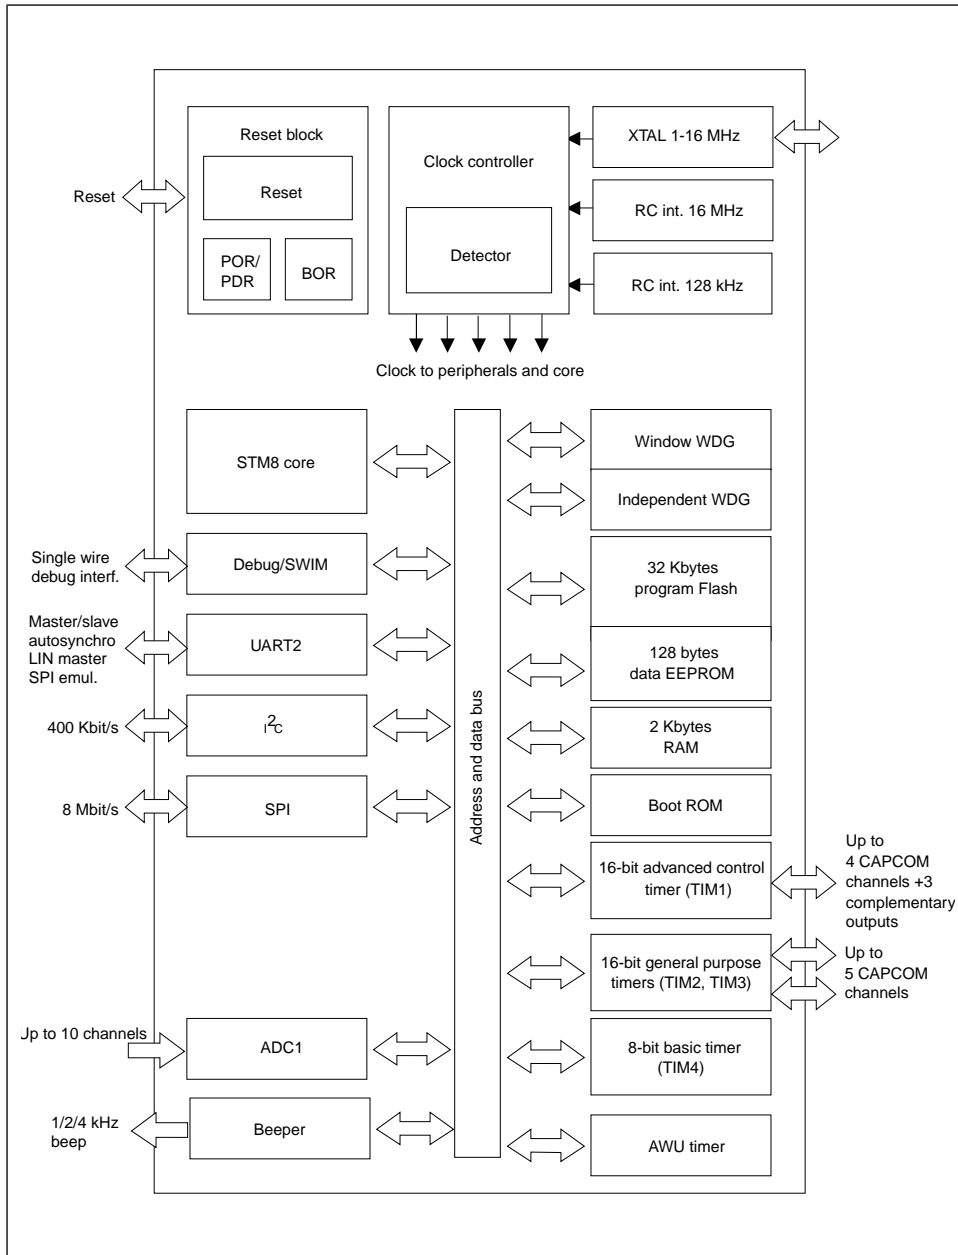 Reset block
Reset
POR/
PDR
BOR
Reset
Clock controller
Detector
XTAL 1-16 MHz
RC int. 16 MHz
RC int. 128 kHz
Clock to peripherals and core
STM8 core
Single wire
debug interf.
Debug/SWIM
Master/slave
autosynchro
LIN master
SPI emul.
UART2
400 Kbit/s
I2C
8 Mbit/s
SPI
Up to 10 channels
ADC1
1/2/4 kHz
beep
Beeper
Address and data bus
Window WDG
Independent WDG
32 Kbytes
program Flash
128 bytes
data EEPROM
2 Kbytes
RAM
Boot ROM
16-bit advanced control
timer (TIM1)
Up to
4 CAPCOM
channels +3
complementary
outputs
16-bit general purpose
timers (TIM2, TIM3)
Up to
5 CAPCOM
channels
8-bit basic timer
(TIM4)
AWU timer